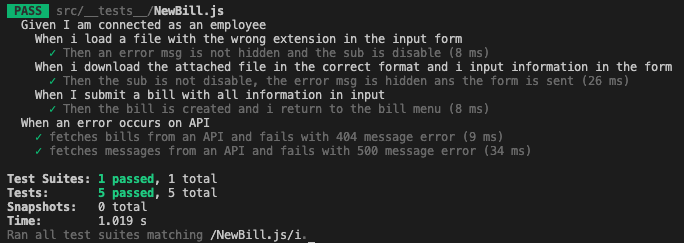 PASS src/__tests__/NewBill.js
Given I am connected as an employee
When i load a file with the wrong extension in the input form
✓ Then an error msg is not hidden and the sub is disable (8 ms)
When i download the attached file in the correct format and i input information in the form
✓ Then the sub is not disable, the error msg is hidden ans the form is sent (26 ms)
When I submit a bill with all information in input
✓ Then the bill is created and i return to the bill menu (8 ms)
When an error occurs on API
✓ fetches bills from an API and fails with 404 message error (9 ms)
✓ fetches messages from an API and fails with 500 message error (34 ms)
Test Suites: 1 passed, 1 total
Tests: 5 passed, 5 total
Snapshots: 0 total
Time: 1.019 s
Ran all test suites matching /NewBill.js/i.